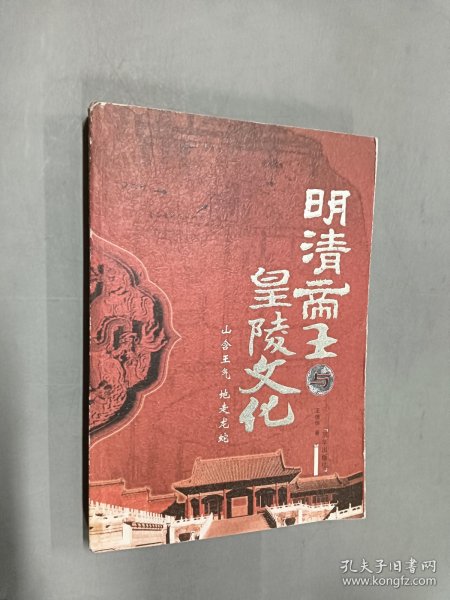 明清帝王
与
皇陵文化
山含王气 地走龙蛇
孔夫子旧书网
www.kongfz.com